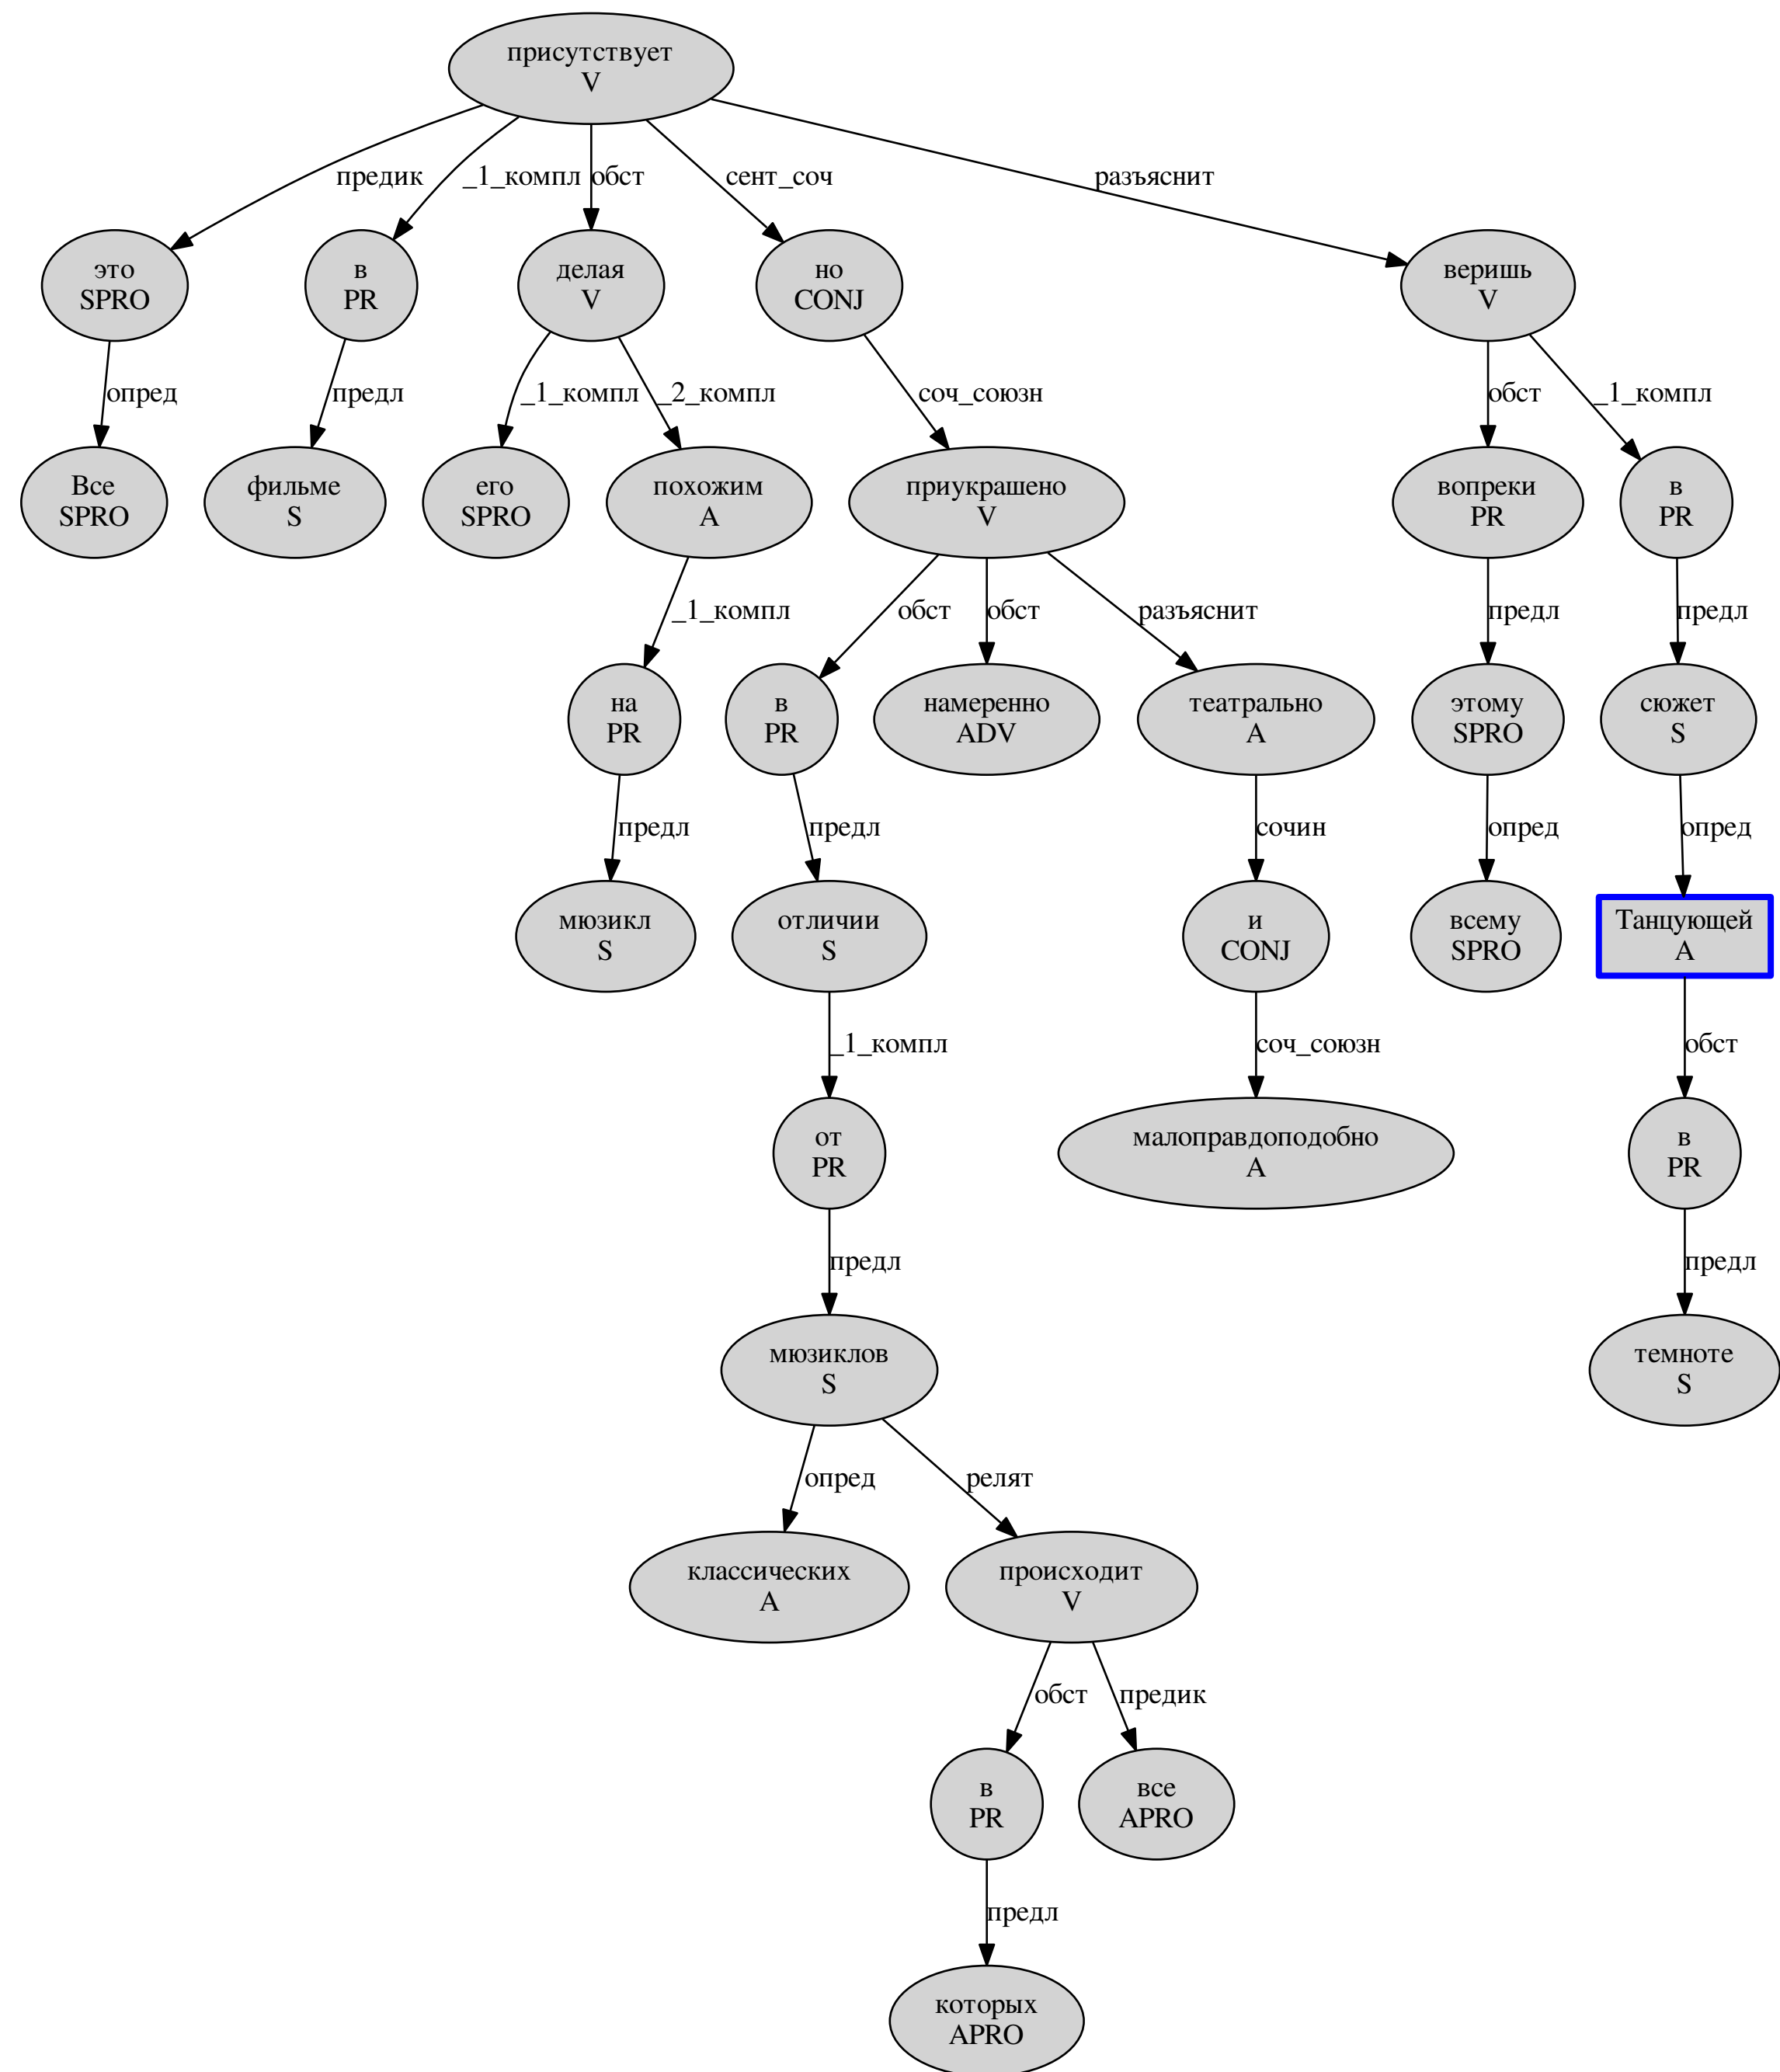 присутствует
V
предик
_1_компл
обст
сент_соч
разъяснит
это
SPRO
в
PR
делая
V
но
CONJ
веришь
V
опред
предл
_1_компл
_2_компл
соч_союзн
обст
_1_компл
Все
SPRO
фильме
S
его
SPRO
похожим
A
приукрашено
V
вопреки
PR
в
PR
_1_компл
обст
обст
разъяснит
предл
предл
на
PR
в
PR
намеренно
ADV
театрально
A
этому
SPRO
сюжет
S
предл
предл
сочин
опред
опред
мюзикл
S
отличии
S
и
CONJ
всему
SPRO
Танцующей
A
_1_компл
соч_союзн
обст
от
PR
малоправдоподобно
A
в
PR
предл
предл
мюзиклов
S
темноте
S
опред
релят
классических
A
происходит
V
обст
предик
в
PR
все
APRO
предл
которых
APRO